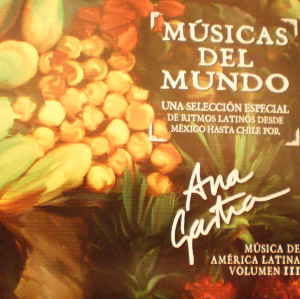 MÚSICAS
DEL
MUNDO
UNA SELECCIÓN ESPECIAL
DE RITMOS LATINOS DESDE
MÉXICO HASTA CHILE POR,
Ana
MÚSICA DE
AMÉRICA LATINA
VOLUMEN III